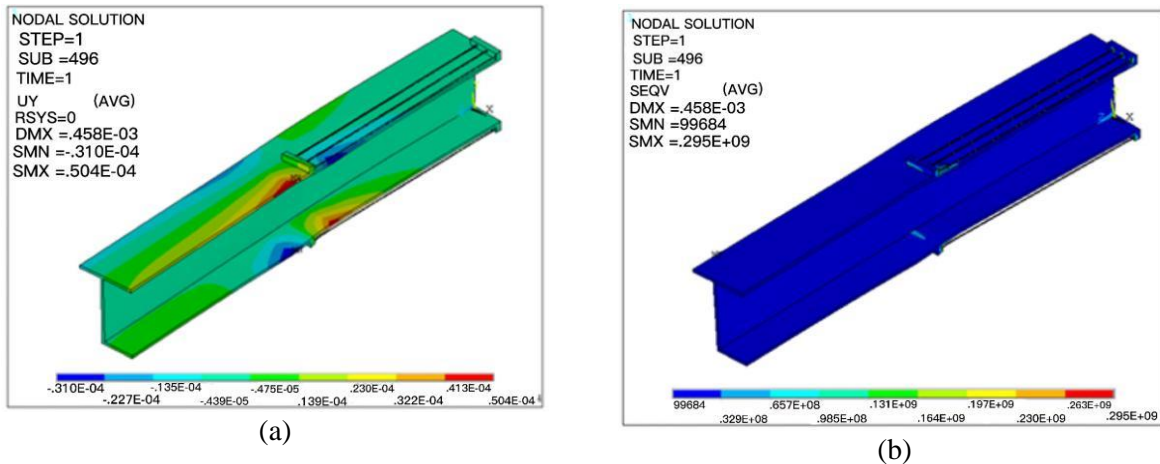 NODAL SOLUTION
STEP=1
SUB =496
TIME=1
UY (AVG)
RSYS=0
DMX =.458E-03
SMN =-.310E-04
SMX =.504E-04
X
-.310E-04 -.135E-04 -.475E-05 .230E-04 .413E-04
-.227E-04 -.439E-05 .139E-04 .322E-04 .504E-04
(a)
NODAL SOLUTION
STEP=1
SUB =496
TIME=1
SEQV (AVG)
DMX =.458E-03
SMN =99684
SMX =.295E+09
X
99684 .657E+08 .131E+09 .197E+09 .263E+09
.329E+08 .985E+08 .164E+09 .230E+09 .295E+09
(b)